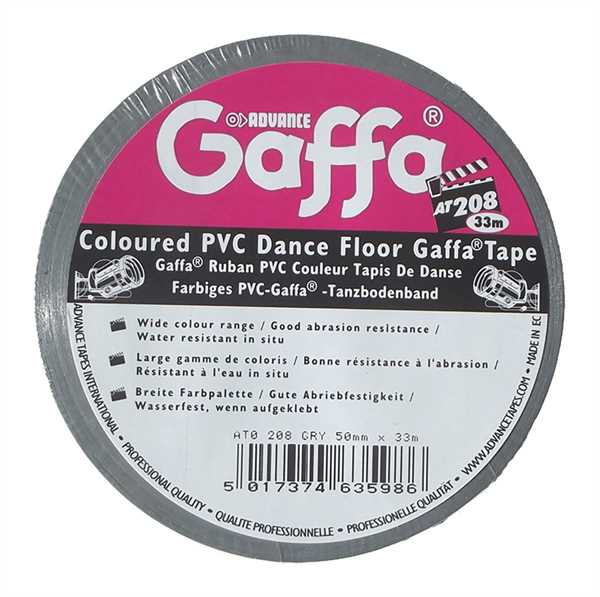 ADVANCE
Gaffa®
AT208
33m
Coloured PVC Dance Floor Gaffa® Tape
Gaffa® Ruban PVC Couleur Tapis De Danse
Farbiges PVC-Gaffa® -Tanzbodenband
Wide colour range / Good abrasion resistance /
Water resistant in situ
Large gamme de coloris / Bonne résistance à l'abrasion /
Résistant à l'eau in situ
Breite Farbpalette / Gute Abriebfestigkeit /
Wasserfest, wenn aufgeklebt
AT0 208 GRY 50mm x 33m
5 017374 635986
ADVANCE TAPES INTERNATIONAL • PROFESSIONAL QUALITY • QUALITE PROFESSIONNELLE • PROFESSIONELLE QUALITÄT • WWW.ADVANCETAPES.COM • MADE IN EC